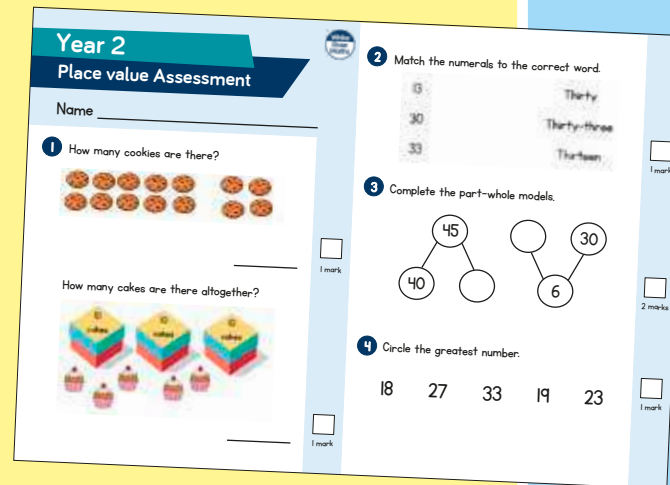 Year 2
Place value Assessment
Name
1 How many cookies are there?
1 mark
How many cakes are there altogether?
10
cakes
10
cakes
10
cakes
1 mark
White
Rose
Maths
2 Match the numerals to the correct word.
13 Thirty
30 Thirty-three
33 Thirteen
1 mark
3 Complete the part-whole models.
45
30
40
6
2 marks
4 Circle the greatest number.
18 27 33 19 23
1 mark